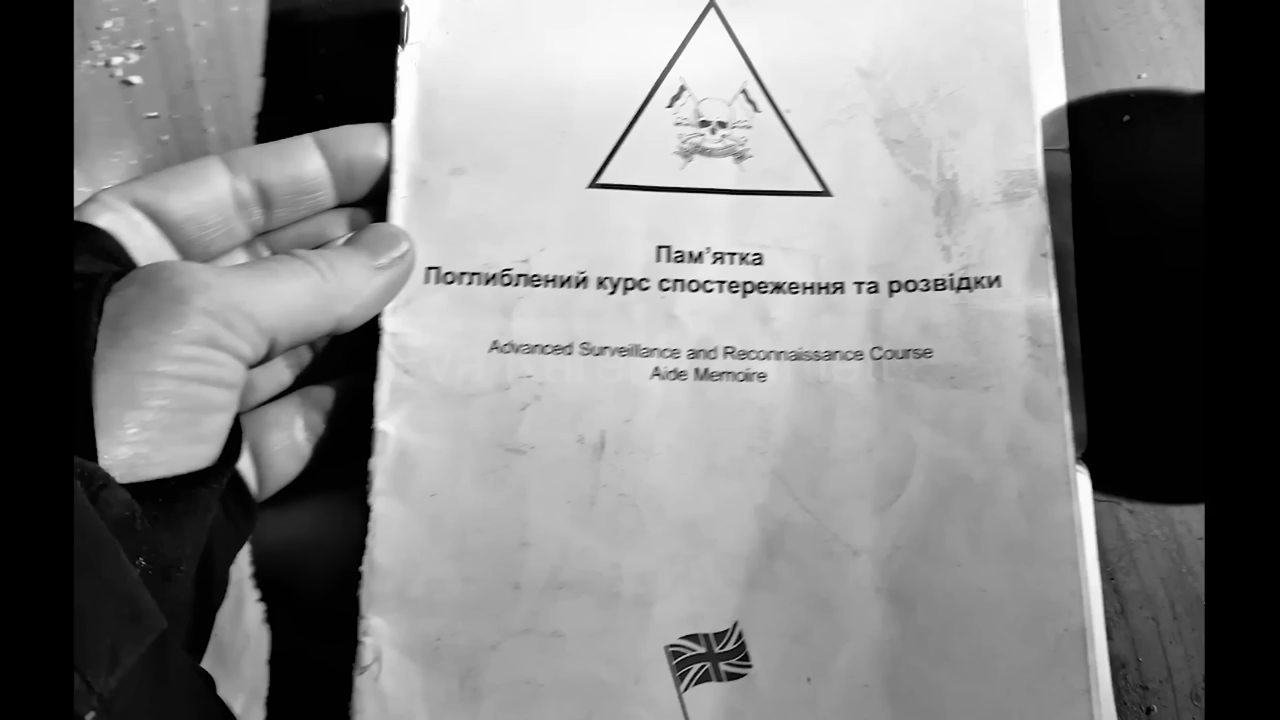 Пам’ятка
Поглиблений курс спостереження та розвідки
Advanced Surveillance and Reconnaissance Course
Aide Memoire